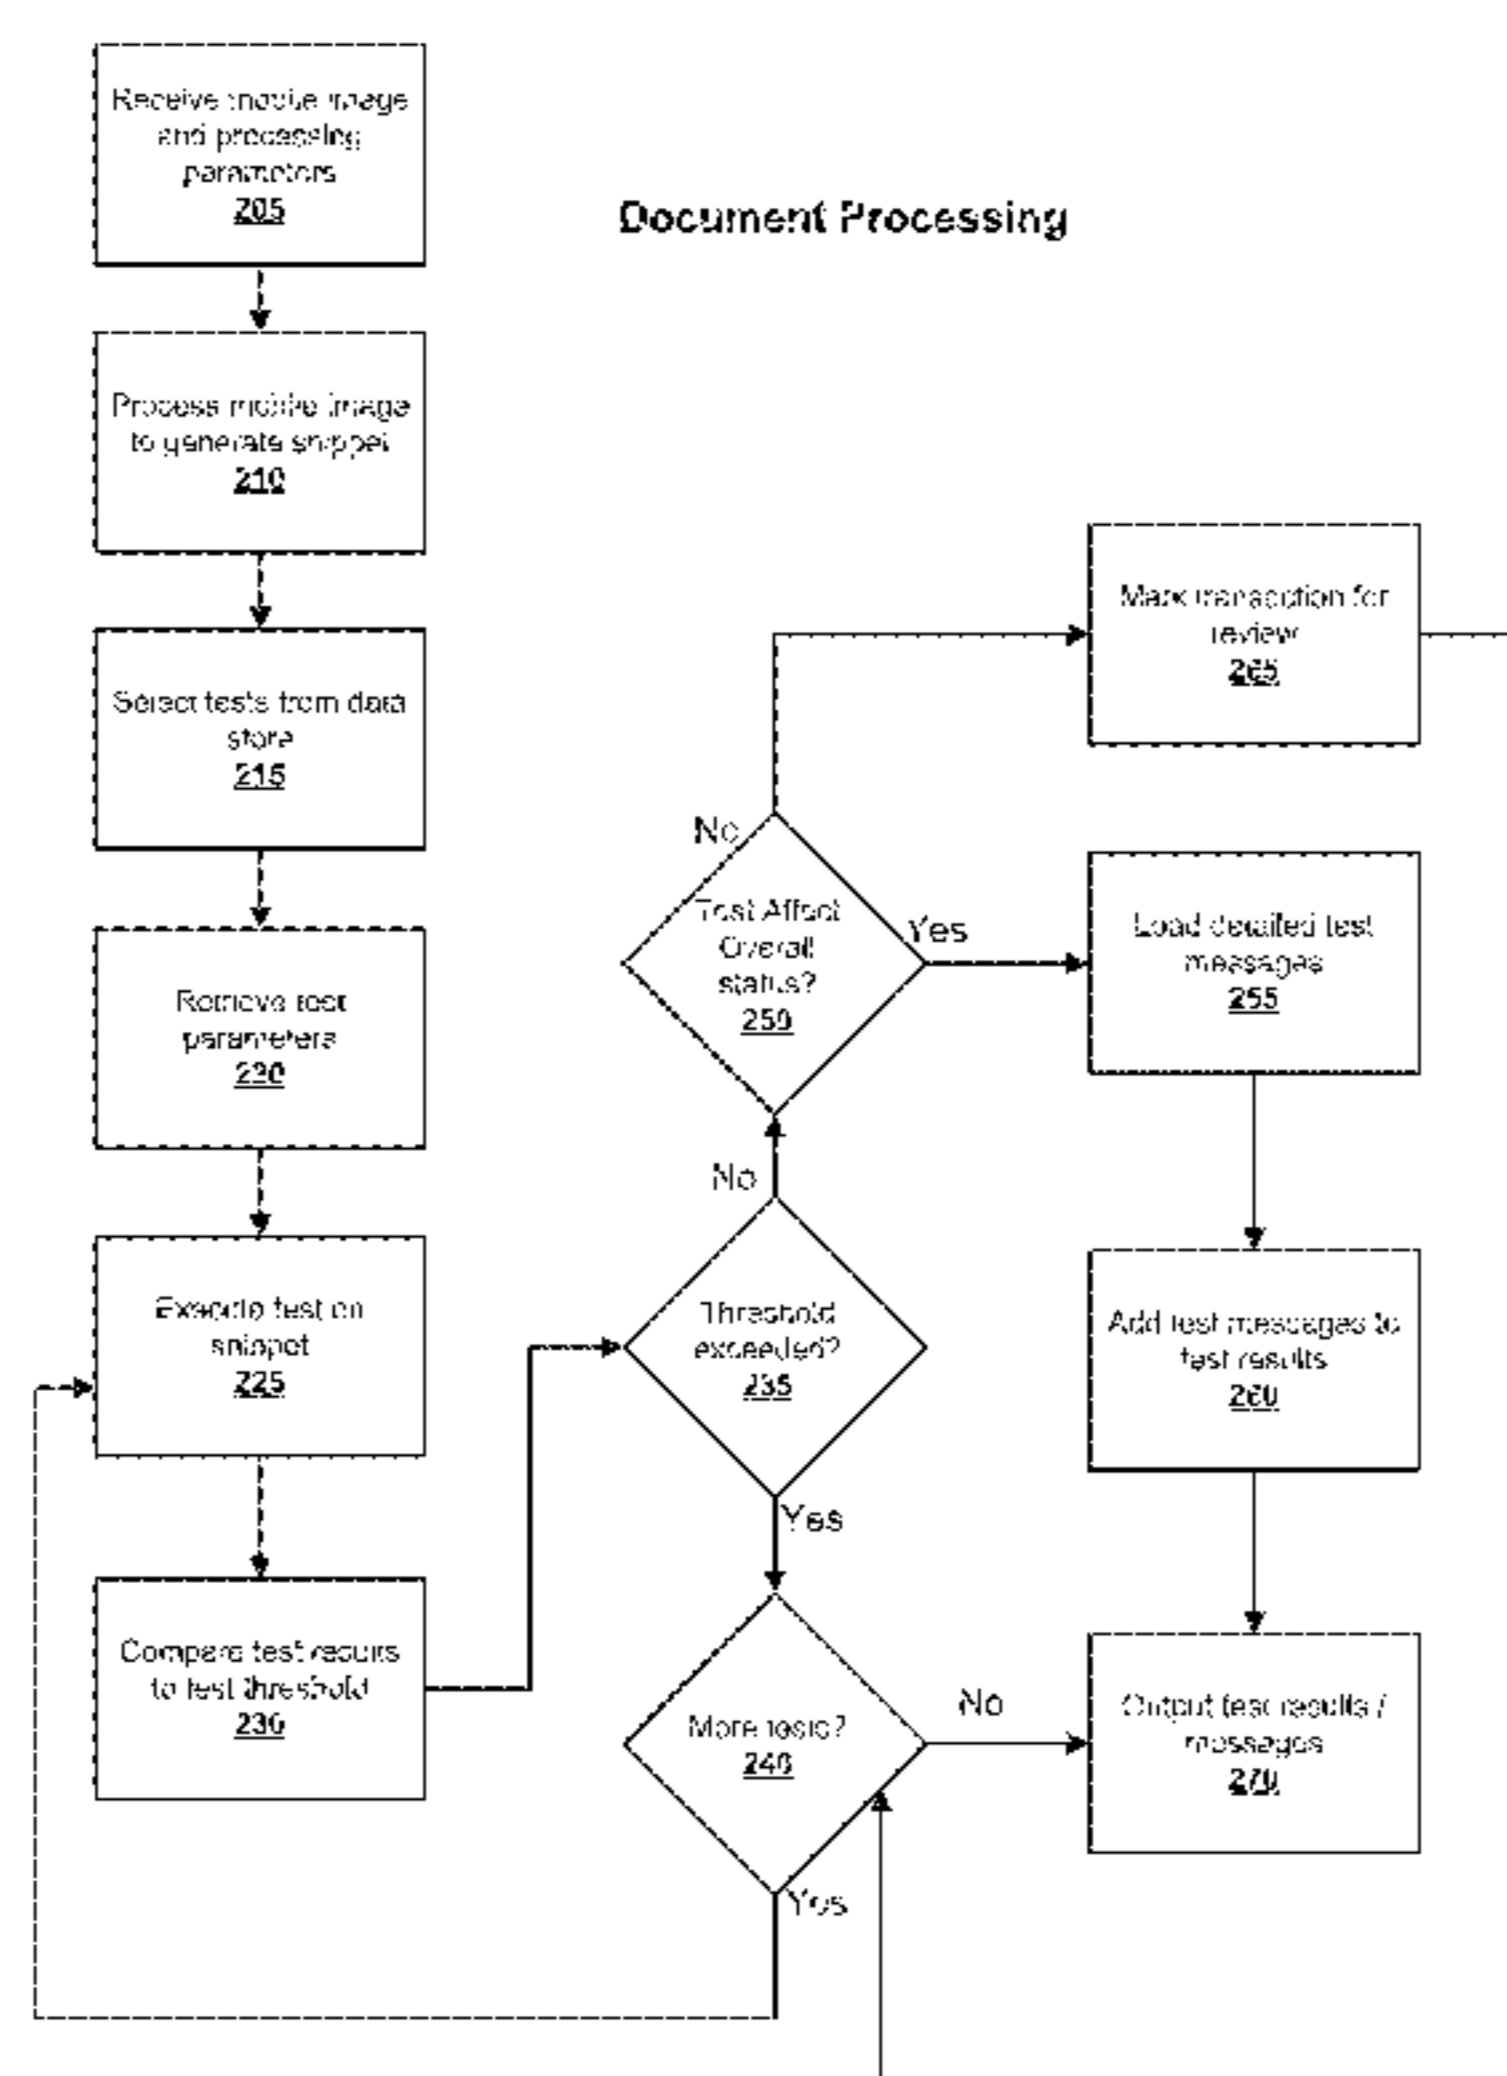 Receive mobile image
and processing
parameters
205
Document Processing
Process mobile image
to generate snippet
210
Select tests from data
store
215
Retrieve test
parameters
220
Execute test on
snippet
225
Compare test results
to test threshold
230
Threshold
exceeded?
235
No
Yes
Test Affect
Overall
status?
250
No
Yes
Mark transaction for
review
265
Load detailed test
messages
255
Add test messages to
test results
260
More tests?
240
No
Yes
Output test results /
messages
270